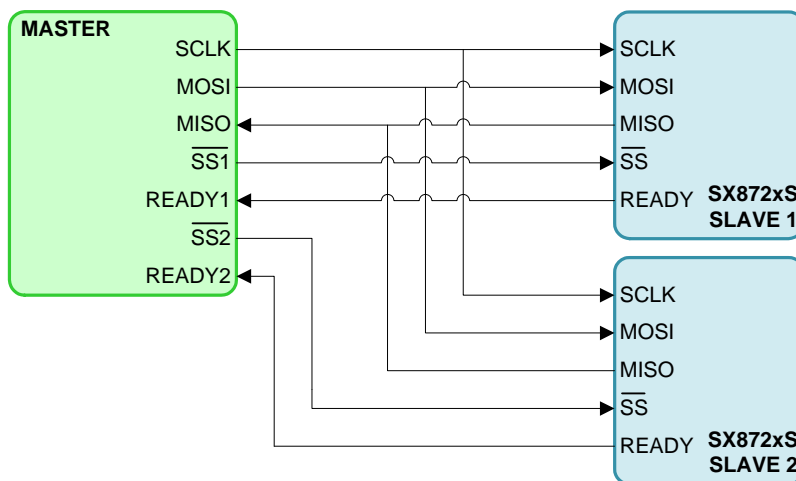 MASTER
SCLK
MOSI
MISO
SS1
READY1
SS2
READY2
SCLK
MOSI
MISO
SS
READY
SX872xS
SLAVE 1
SCLK
MOSI
MISO
SS
READY
SX872xS
SLAVE 2